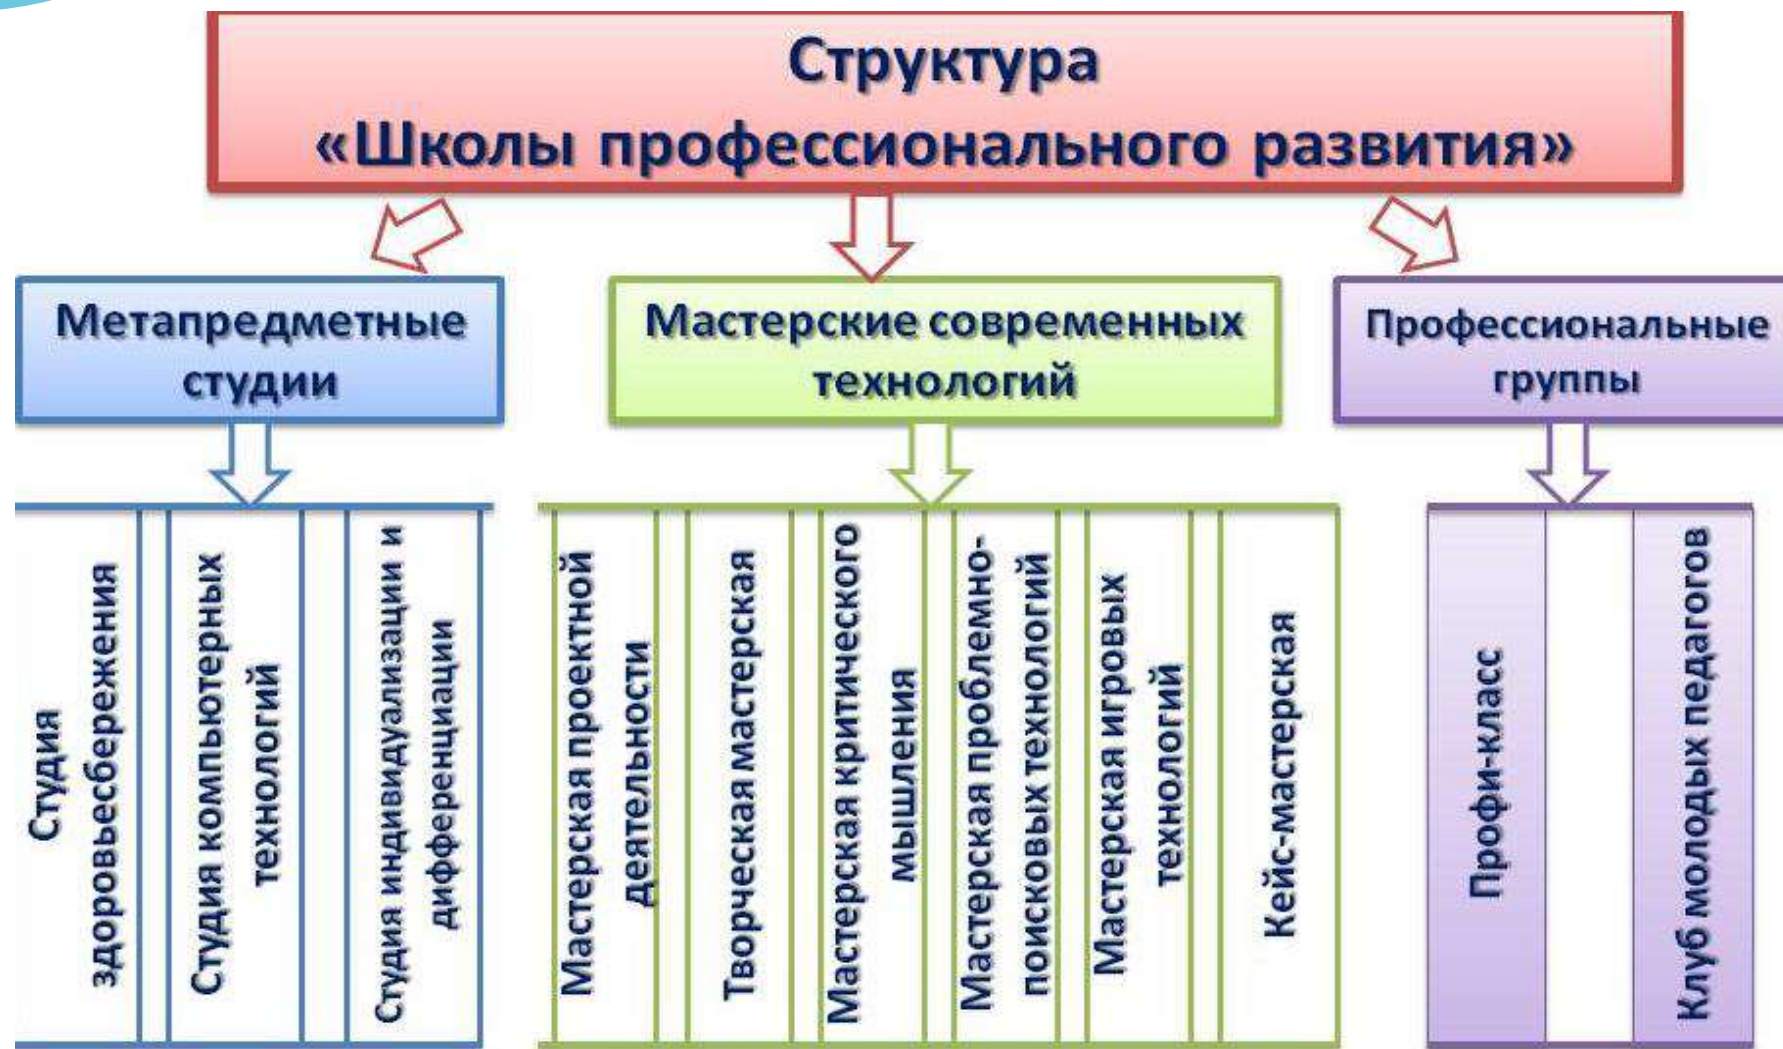 Структура
«Школы профессионального развития»
Метапредметные
студии
Мастерские современных
технологий
Профессиональные
группы
Студия
здоровьесбережения
Студия компьютерных
технологий
Студия индивидуализации и
дифференциации
Мастерская проектной
деятельности
Творческая мастерская
Мастерская критического
мышления
Мастерская проблемно-
поисковых технологий
Мастерская игровых
технологий
Кейс-мастерская
Профи-класс
Клуб молодых педагогов